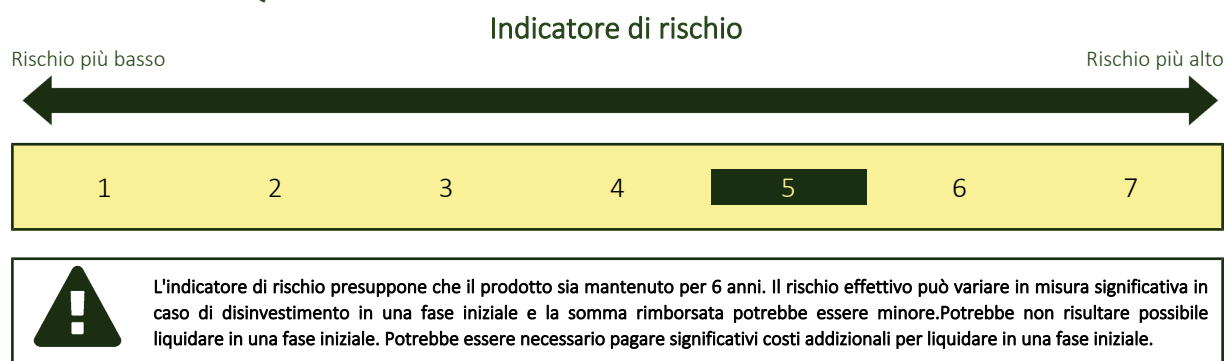 Indicatore di rischio
Rischio più basso
Rischio più alto
1 2 3 4 5 6 7
L'indicatore di rischio presuppone che il prodotto sia mantenuto per 6 anni. Il rischio effettivo può variare in misura significativa in
caso di disinvestimento in una fase iniziale e la somma rimborsata potrebbe essere minore.Potrebbe non risultare possibile
liquidare in una fase iniziale. Potrebbe essere necessario pagare significativi costi addizionali per liquidare in una fase iniziale.